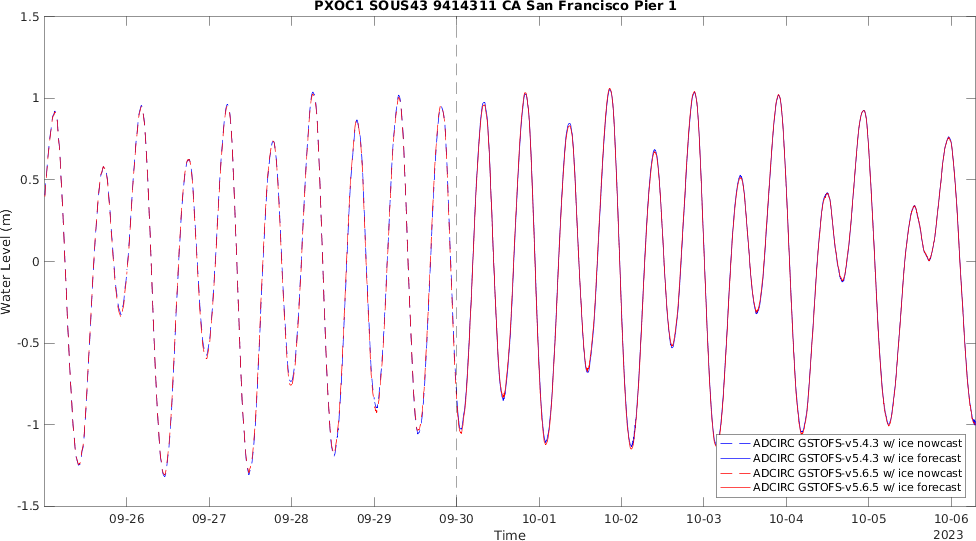 PXOC1 SOUS43 9414311 CA San Francisco Pier 1
1.5
1
0.5
0
-0.5
-1
-1.5
Water Level (m)
09-26 09-27 09-28 09-29 09-30 10-01 10-02 10-03 10-04 10-05 10-06
2023
Time
ADCIRC GSTOFS-v5.4.3 w/ ice nowcast
ADCIRC GSTOFS-v5.4.3 w/ ice forecast
ADCIRC GSTOFS-v5.6.5 w/ ice nowcast
ADCIRC GSTOFS-v5.6.5 w/ ice forecast